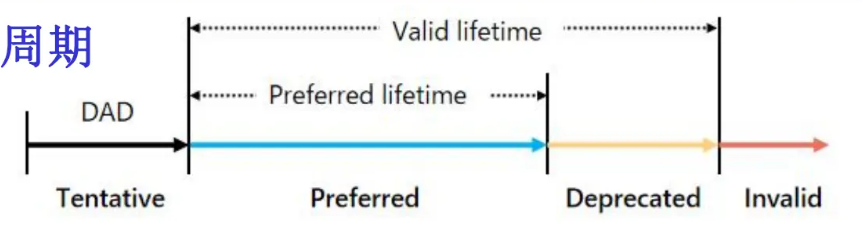 Valid lifetime
周期
Preferred lifetime
DAD
Tentative Preferred Deprecated Invalid